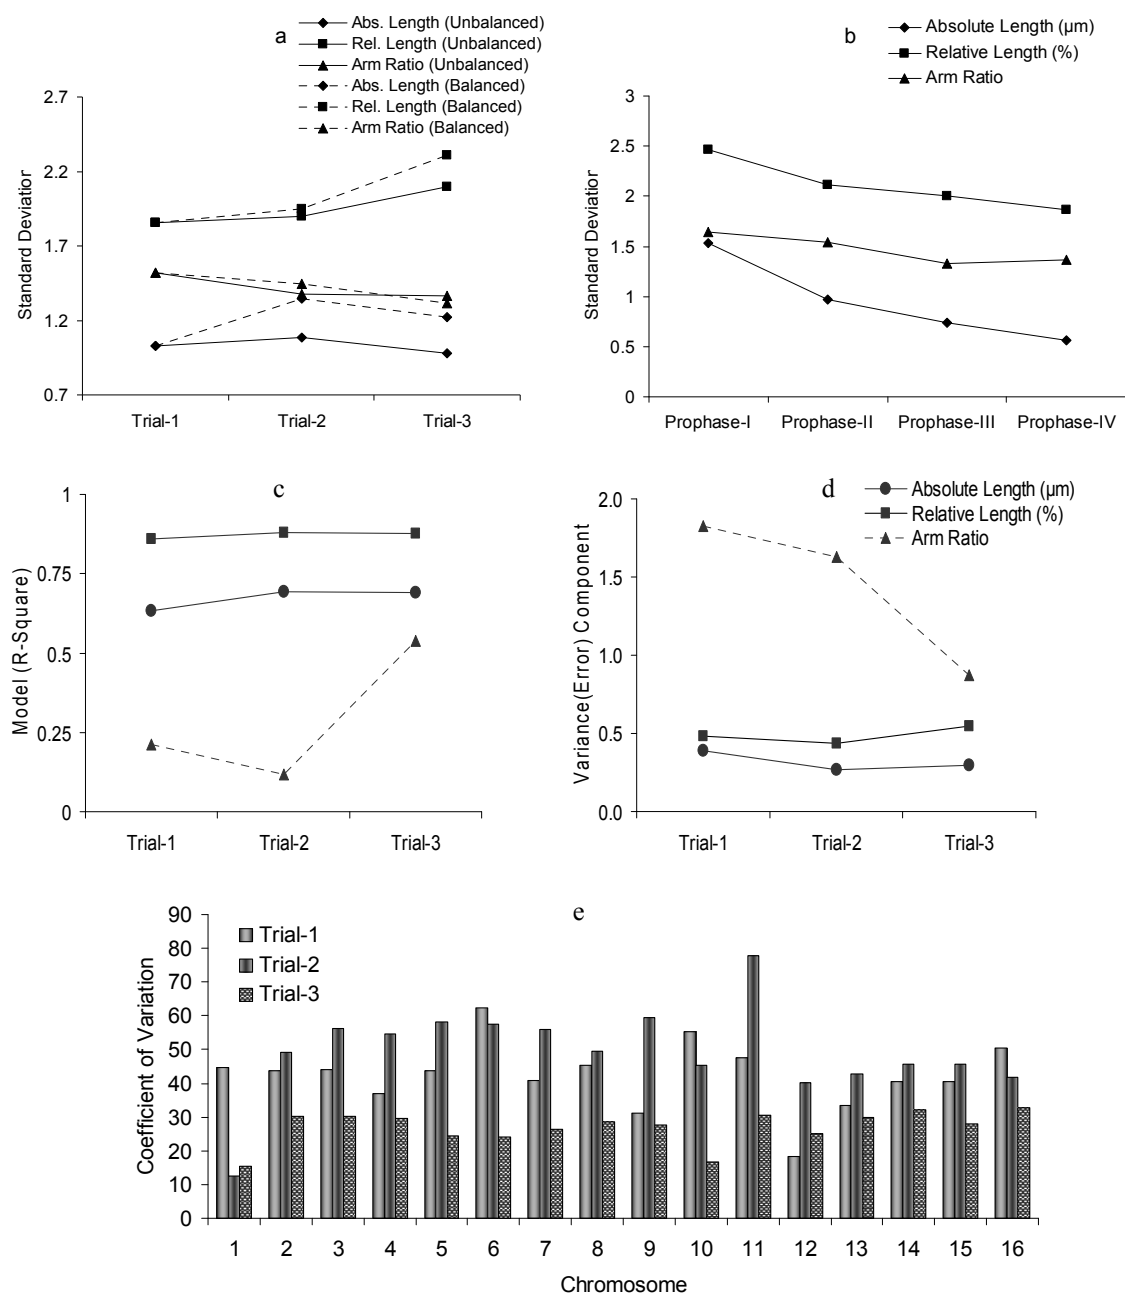 a
Abs. Length (Unbalanced)
Rel. Length (Unbalanced)
Arm Ratio (Unbalanced)
Abs. Length (Balanced)
Rel. Length (Balanced)
Arm Ratio (Balanced)
Standard Deviatior
2.7
2.2
1.7
1.2
0.7
Trial-1 Trial-2 Trial-3
b
Absolute Length (µm)
Relative Length (%)
Arm Ratio
Standard Deviatior
3
2.5
2
1.5
1
0.5
0
Prophase-I Prophase-II Prophase-III Prophase-IV
c
Model (R-Square)
1
0.75
0.5
0.25
0
Trial-1 Trial-2 Trial-3
d
Absolute Length (µm)
Relative Length (%)
Arm Ratio
Variance(Error) Component
2.0
1.5
1.0
0.5
0.0
Trial-1 Trial-2 Trial-3
e
Trial-1
Trial-2
Trial-3
Coefficient of Variation
90
80
70
60
50
40
30
20
10
0
1 2 3 4 5 6 7 8 9 10 11 12 13 14 15 16
Chromosome